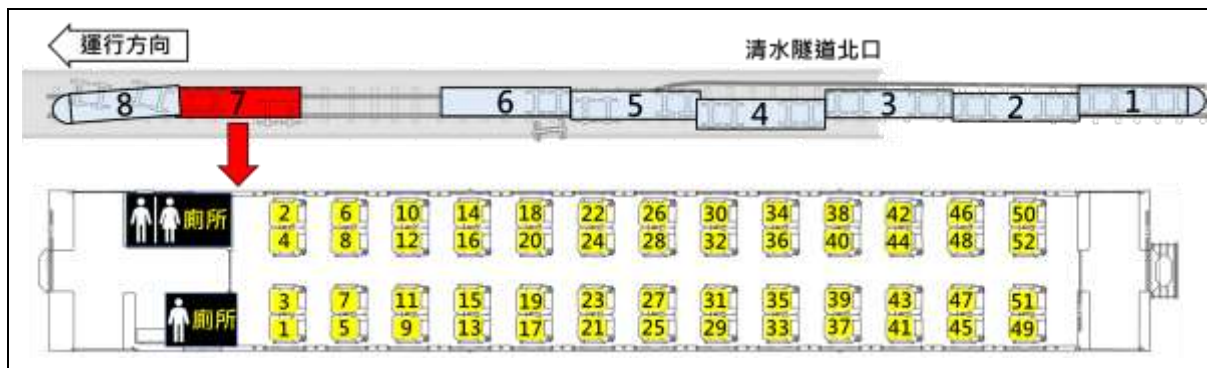 運行方向
清水隧道北口
8 7 6 5 4 3 2 1
廁所 2 6 10 14 18 22 26 30 34 38 42 46 50
4 8 12 16 20 24 28 32 36 40 44 48 52
廁所 3 7 11 15 19 23 27 31 35 39 43 47 51
1 5 9 13 17 21 25 29 33 37 41 45 49